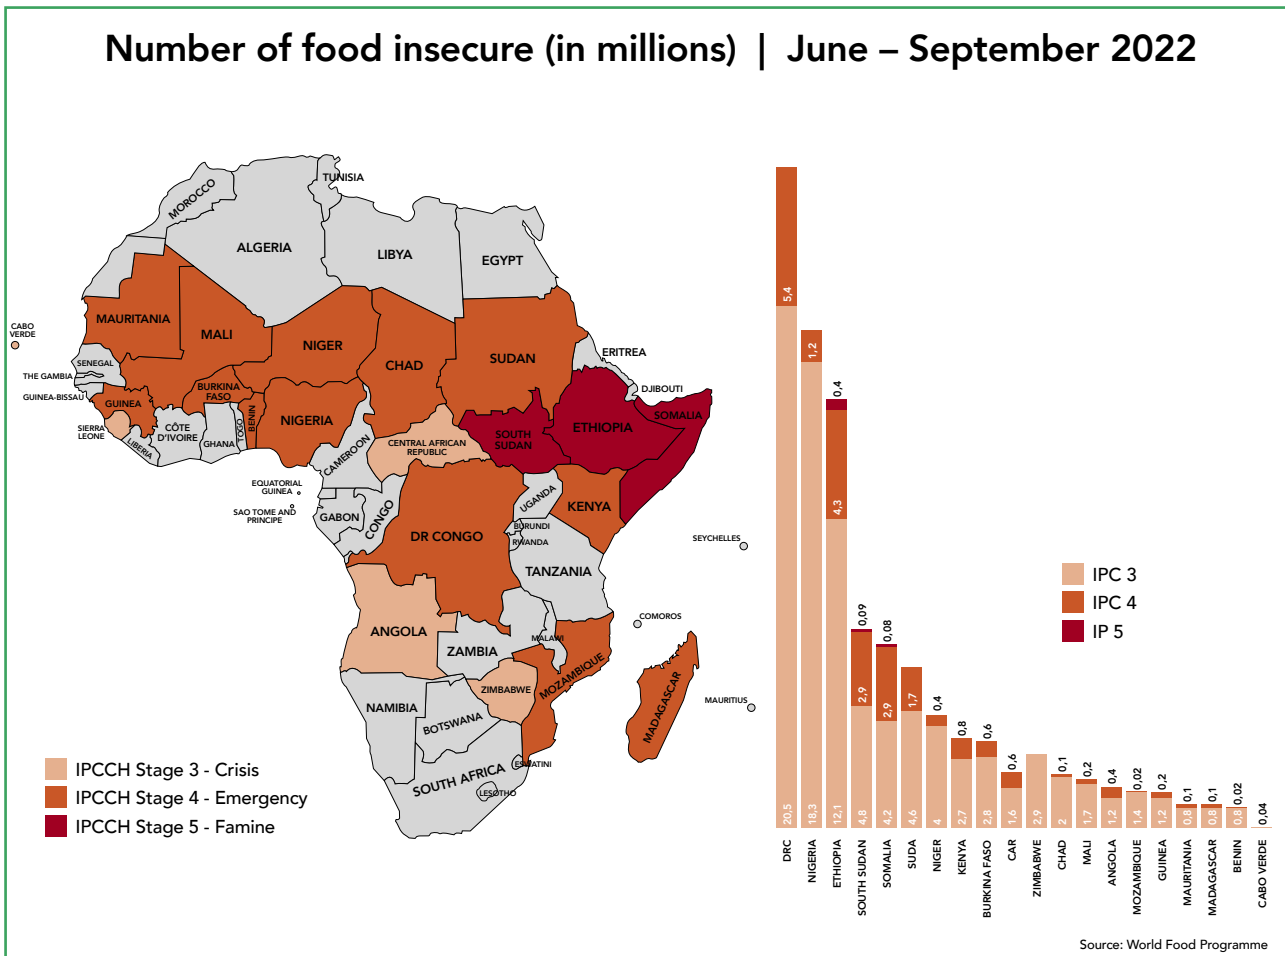 Number of food insecure (in millions) | June – September 2022
TUNISIA
MOROCCO
ALGERIA
LIBYA
EGYPT
CABO
VERDE
MAURITANIA
MALI
NIGER
CHAD
SUDAN
ERITREA
SENEGAL
THE GAMBIA
GUINEA-BISSAU
GUINEA
BURKINA
FASO
DJIBOUTI
SIERRA
LEONE
LIBERIA
CÔTE
D'IVOIRE
GHANA
TOGO
BENIN
NIGERIA
CAMEROON
CENTRAL AFRICAN
REPUBLIC
SOUTH
SUDAN
ETHIOPIA
SOMALIA
EQUATORIAL
GUINEA
SAO TOME AND
PRINCIPE
GABON
CONGO
DR CONGO
UGANDA
KENYA
BURUNDI
RWANDA
TANZANIA
SEYCHELLES
COMOROS
ANGOLA
ZAMBIA
MALAWI
MOZAMBIQUE
ZIMBABWE
MADAGASCAR
MAURITIUS
NAMIBIA
BOTSWANA
SOUTH AFRICA
ESWATINI
LESOTHO
IPCCH Stage 3 - Crisis
IPCCH Stage 4 - Emergency
IPCCH Stage 5 - Famine
IPC 3
IPC 4
IP 5
5,4
20,5
1,2
18,3
0,4
4,3
12,1
0,09
2,9
4,8
0,08
2,9
4,2
1,7
4,6
0,4
4
0,8
2,7
0,6
2,8
0,6
1,6
2,9
0,1
2
0,2
1,7
0,4
1,2
0,02
1,4
0,2
1,2
0,1
0,8
0,1
0,8
0,02
0,8
0,04
DRC
NIGERIA
ETHIOPIA
SOUTH SUDAN
SOMALIA
SUDA
NIGER
KENYA
BURKINA FASO
CAR
ZIMBABWE
CHAD
MALI
ANGOLA
MOZAMBIQUE
GUINEA
MAURITANIA
MADAGASCAR
BENIN
CABO VERDE
Source: World Food Programme